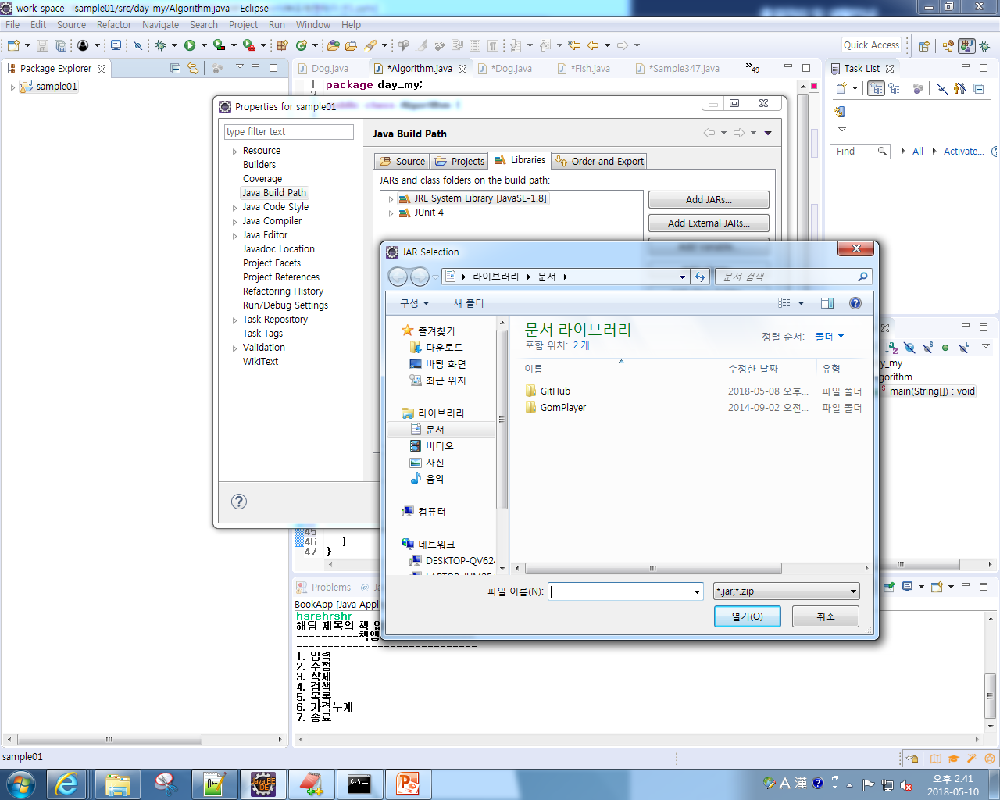 work_space - sample01/src/day_my/Algorithm.java - Eclipse
File Edit Source Refactor Navigate Search Project Run Window Help
Quick Access
Package Explorer
sample01
Dog.java
*Algorithm.java
*Dog.java
*Fish.java
*Sample347.java
49
Task List
1 package day_my;
2
Find All Activate...
Properties for sample01
type filter text
Resource
Builders
Coverage
Java Build Path
Java Code Style
Java Compiler
Java Editor
Javadoc Location
Project Facets
Project References
Refactoring History
Run/Debug Settings
Task Repository
Task Tags
Validation
WikiText
Java Build Path
Source Projects Libraries Order and Export
JARs and class folders on the build path:
JRE System Library [JavaSE-1.8]
JUnit 4
Add JARs...
Add External JARs...
JAR Selection
라이브러리 문서
문서 검색
구성 새 폴더
즐겨찾기
다운로드
바탕 화면
최근 위치
라이브러리
문서
비디오
사진
음악
컴퓨터
네트워크
DESKTOP-QV624
문서 라이브러리
포함 위치: 2 개
정렬 순서: 폴더
이름 수정한 날짜 유형
GitHub 2018-05-08 오후... 파일 폴더
GomPlayer 2014-09-02 오전... 파일 폴더
파일 이름(N):
*.jar;*.zip
열기(O) 취소
main(String[]) : void
45
46 }
47 }
Problems
BookApp [Java Appl
hsrehrshr
해당 제목의 책 
----------책앱
-----------------------------
1. 입력
2. 수정
3. 삭제
4. 검색
5. 목록
6. 가격누계
7. 종료
sample01
A 漢
오후 2:41
2018-05-10